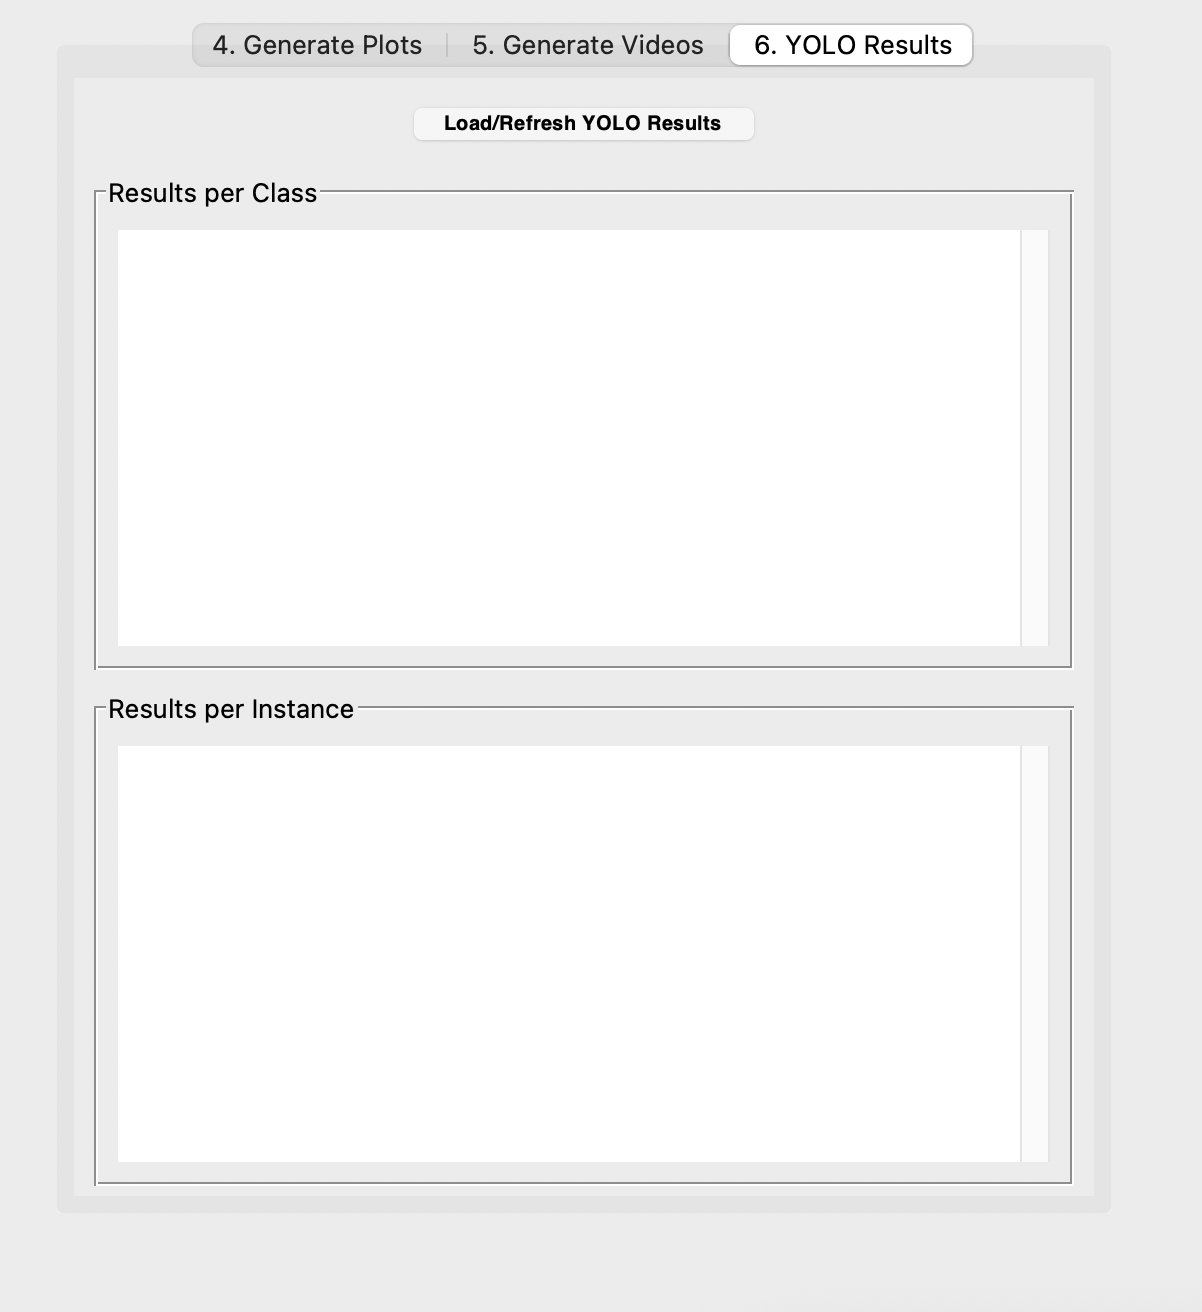 4. Generate Plots
5. Generate Videos
6. YOLO Results
Load/Refresh YOLO Results
Results per Class
Results per Instance